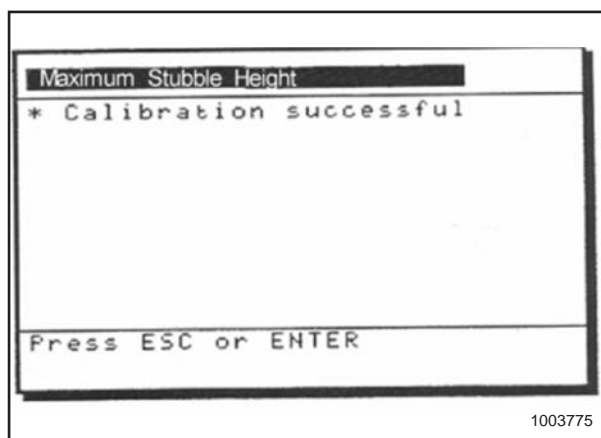 Maximum Stubble Height
* Calibration successful
Press ESC or ENTER
1003775